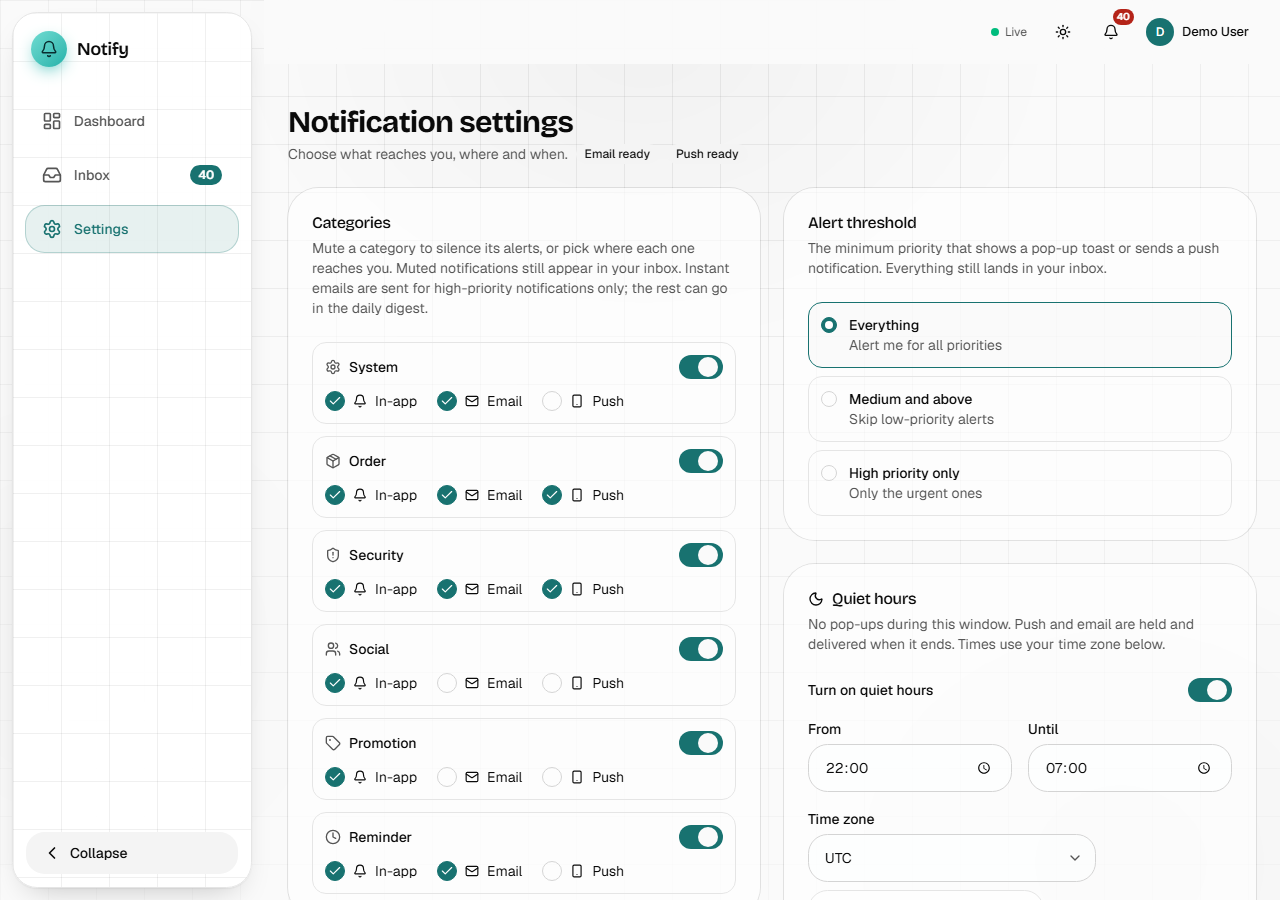 Notify
Dashboard
Inbox 40
Settings
Collapse
Live
40
D Demo User
Notification settings
Choose what reaches you, where and when. Email ready Push ready
Categories
Mute a category to silence its alerts, or pick where each one
reaches you. Muted notifications still appear in your inbox. Instant
emails are sent for high-priority notifications only; the rest can go
in the daily digest.
System
In-app Email Push
Order
In-app Email Push
Security
In-app Email Push
Social
In-app Email Push
Promotion
In-app Email Push
Reminder
In-app Email Push
Alert threshold
The minimum priority that shows a pop-up toast or sends a push
notification. Everything still lands in your inbox.
Everything
Alert me for all priorities
Medium and above
Skip low-priority alerts
High priority only
Only the urgent ones
Quiet hours
No pop-ups during this window. Push and email are held and
delivered when it ends. Times use your time zone below.
Turn on quiet hours
From Until
22:00 07:00
Time zone
UTC